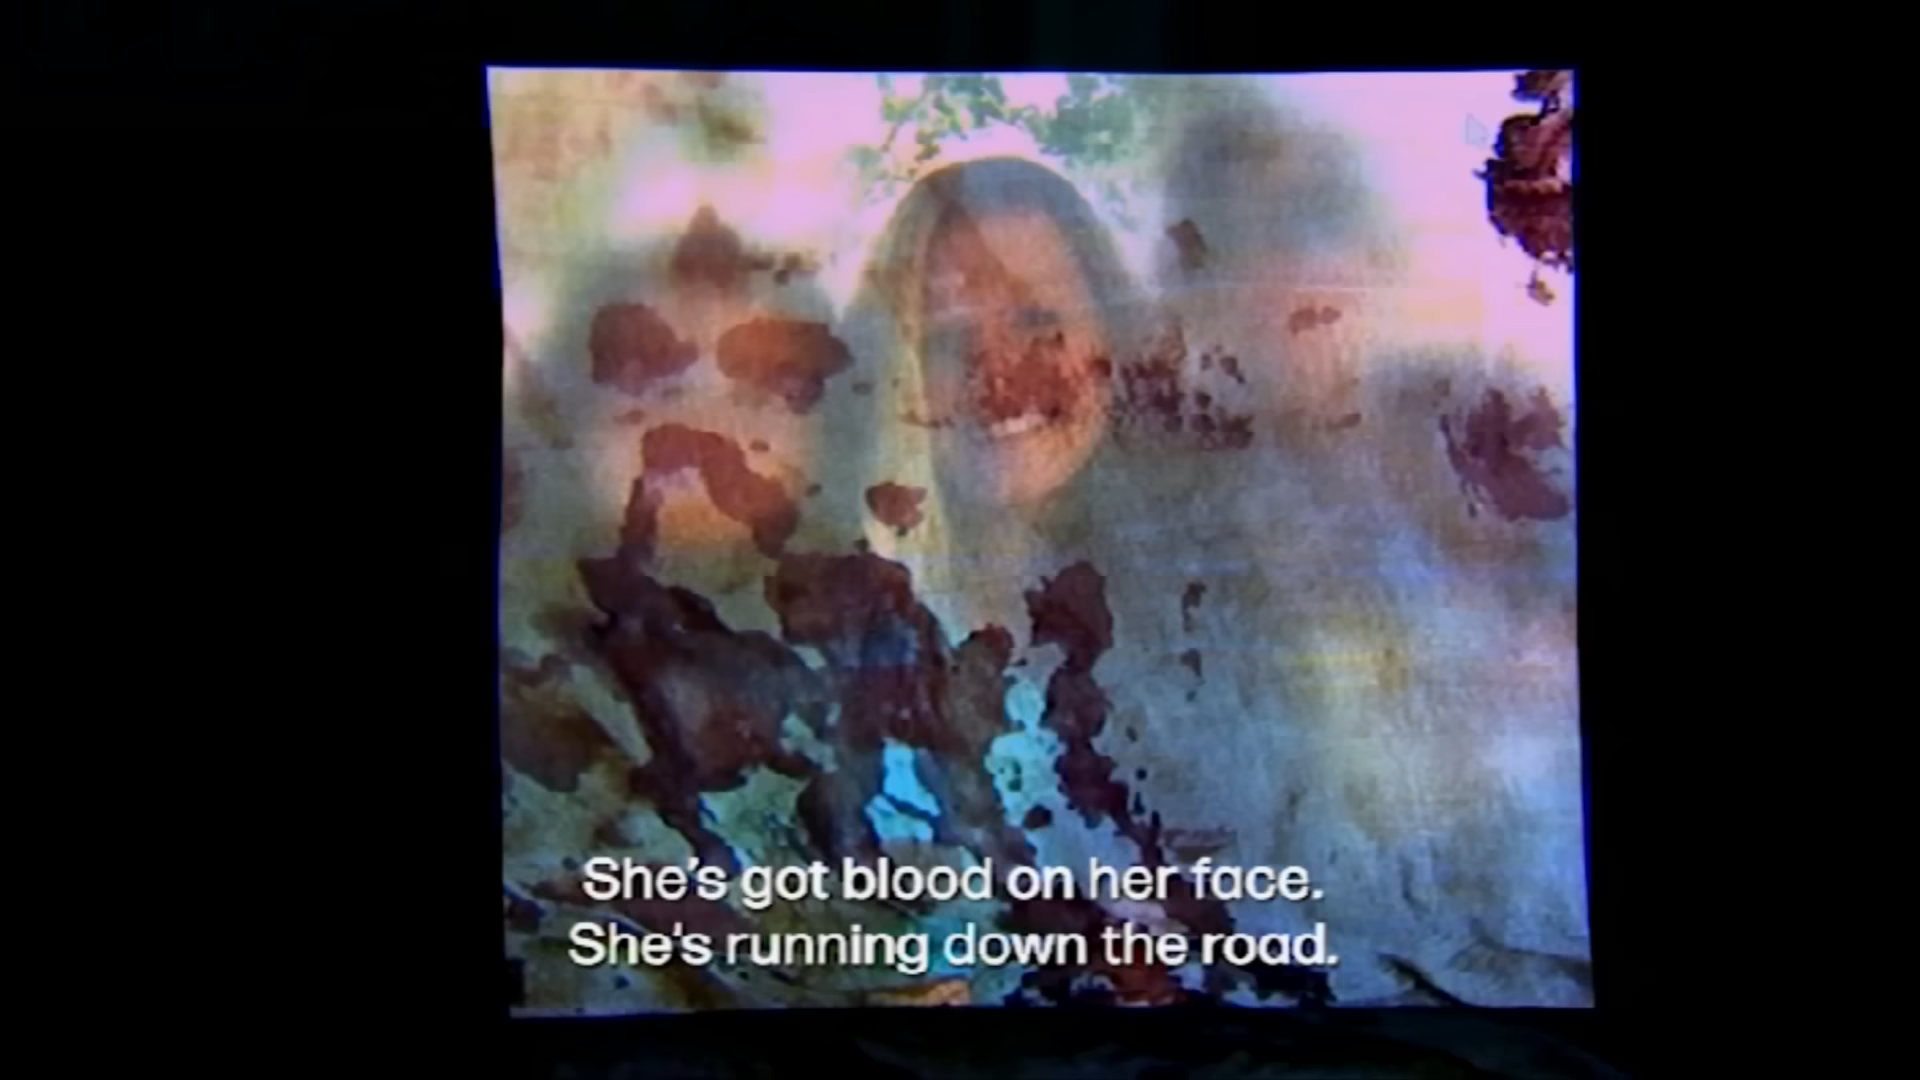 She's got blood on her face.
She's running down the road.